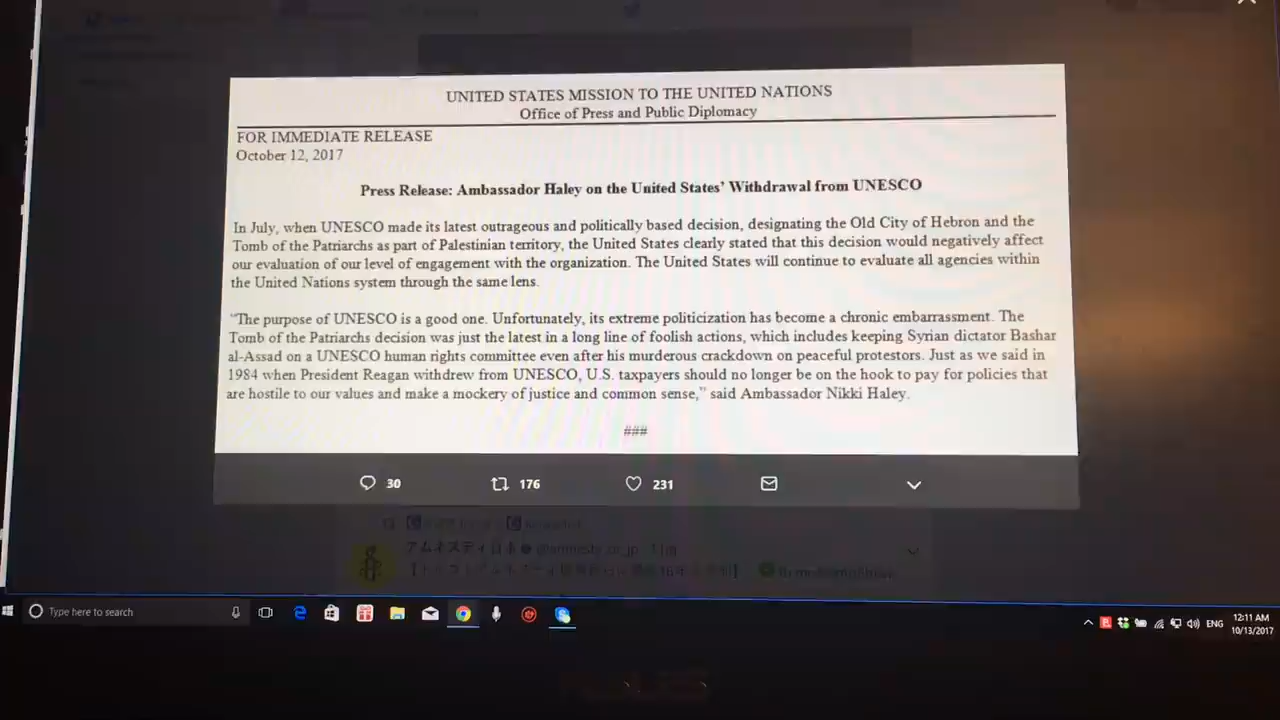 UNITED STATES MISSION TO THE UNITED NATIONS
Office of Press and Public Diplomacy
FOR IMMEDIATE RELEASE
October 12, 2017
Press Release: Ambassador Haley on the United States’ Withdrawal from UNESCO
In July, when UNESCO made its latest outrageous and politically based decision, designating the Old City of Hebron and the
Tomb of the Patriarchs as part of Palestinian territory, the United States clearly stated that this decision would negatively affect
our evaluation of our level of engagement with the organization. The United States will continue to evaluate all agencies within
the United Nations system through the same lens.
“The purpose of UNESCO is a good one. Unfortunately, its extreme politicization has become a chronic embarrassment. The
Tomb of the Patriarchs decision was just the latest in a long line of foolish actions, which includes keeping Syrian dictator Bashar
al-Assad on a UNESCO human rights committee even after his murderous crackdown on peaceful protestors. Just as we said in
1984 when President Reagan withdrew from UNESCO, U.S. taxpayers should no longer be on the hook to pay for policies that
are hostile to our values and make a mockery of justice and common sense,” said Ambassador Nikki Haley.
###
30 176 231
アムネスティ日本 @amnesty_or_jp
Type here to search
ENG
12:11 AM
10/13/2017